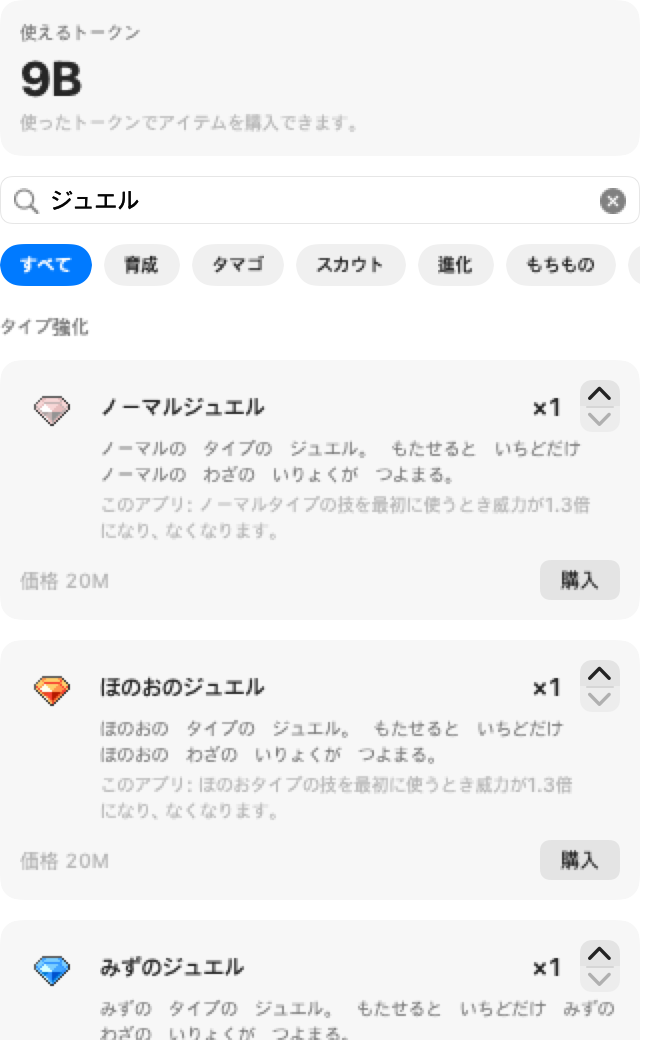 使えるトークン
9B
使ったトークンでアイテムを購入できます。
ジュエル
すべて 育成 タマゴ スカウト 進化 もちもの
タイプ強化
ノーマルジュエル ×1
ノーマルの　タイプの　ジュエル。　もたせると　いちどだけ
ノーマルの　わざの　いりょくが　つよまる。
このアプリ: ノーマルタイプの技を最初に使うとき威力が1.3倍
になり、なくなります。
価格 20M 購入
ほのおのジュエル ×1
ほのおの　タイプの　ジュエル。　もたせると　いちどだけ
ほのおの　わざの　いりょくが　つよまる。
このアプリ: ほのおタイプの技を最初に使うとき威力が1.3倍
になり、なくなります。
価格 20M 購入
みずのジュエル ×1
みずの　タイプの　ジュエル。　もたせると　いちどだけ　みずの
わざの　いりょくが　つよまる。